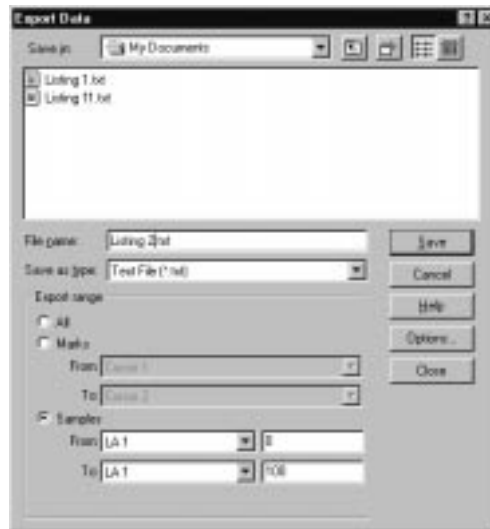 Export Data
Save in: My Documents
Listing 1.txt
Listing 11.txt
File name: Listing 2.txt Save
Save as type: Text File (*.txt) Cancel
Export range Help
All
Marks Options...
From Cursor 1 Close
To Cursor 2
Samples
From LA 1 0
To LA 1 100